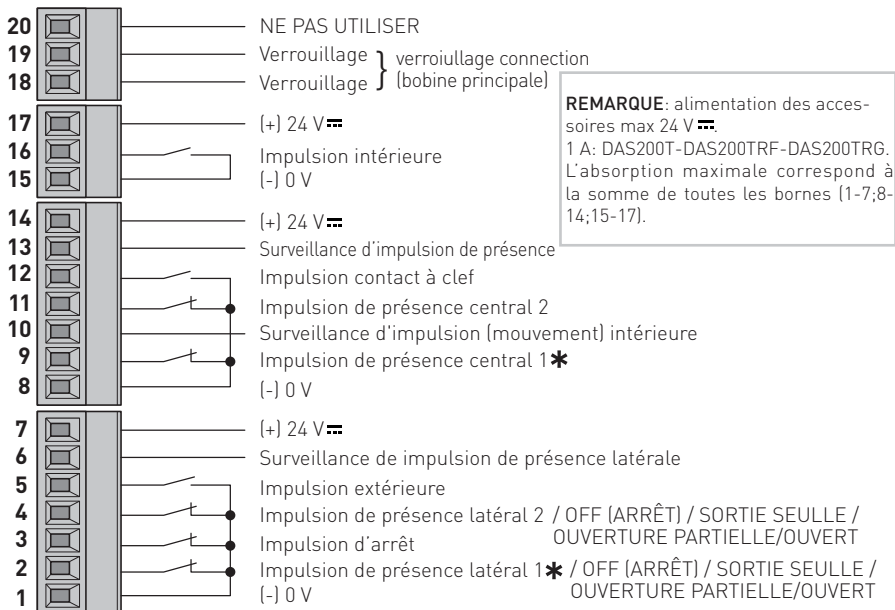 20 NE PAS UTILISER
19 Verrouillage
18 Verrouillage
} verroiullage connection
(bobine principale)
REMARQUE: alimentation des acces-
soires max 24 V ⎓.
1 A: DAS200T-DAS200TRF-DAS200TRG.
L'absorption maximale correspond à
la somme de toutes les bornes (1-7;8-
14;15-17).
17 (+) 24 V⎓
16 Impulsion intérieure
15 (-) 0 V
14 (+) 24 V⎓
13 Surveillance d'impulsion de présence
12 Impulsion contact à clef
11 Impulsion de présence central 2
10 Surveillance d'impulsion (mouvement) intérieure
9 Impulsion de présence central 1✱
8 (-) 0 V
7 (+) 24 V⎓
6 Surveillance de impulsion de présence latérale
5 Impulsion extérieure
4 Impulsion de présence latéral 2 / OFF (ARRÊT) / SORTIE SEULLE /
OUVERTURE PARTIELLE/OUVERT
3 Impulsion d'arrêt
2 Impulsion de présence latéral 1✱ / OFF (ARRÊT) / SORTIE SEULLE /
OUVERTURE PARTIELLE/OUVERT
1 (-) 0 V